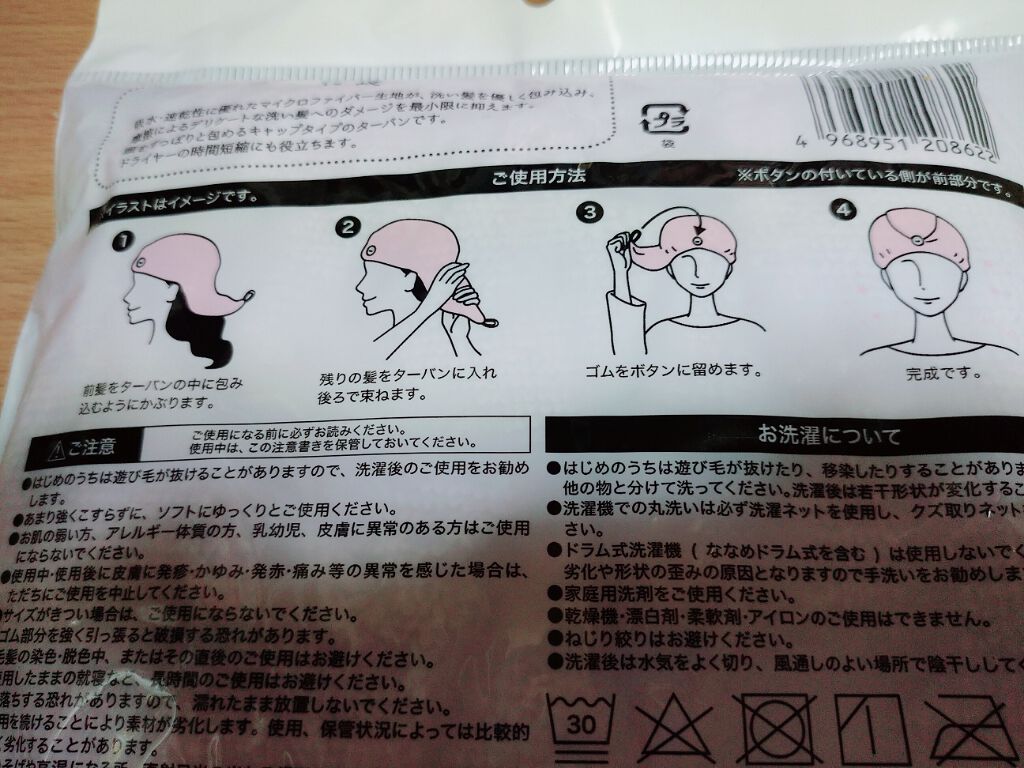 吸水・速乾性に優れたマイクロファイバー生地が、洗い髪を優しく包み込み、
摩擦によるデリケートな洗い髪へのダメージを最小限に抑えます。
すっぽりと包めるキャップタイプのターバンです。
ドライヤーの時間短縮にも役立ちます。
プラ
袋
4 968951 208622
※イラストはイメージです。
ご使用方法
※ボタンの付いている側が前部分です。
1
前髪をターバンの中に包み
込むようにかぶります。
2
残りの髪をターバンに入れ
後ろで束ねます。
3
ゴムをボタンに留めます。
4
完成です。
ご注意
ご使用になる前に必ずお読みください。
使用中は、この注意書きを保管しておいてください。
●はじめのうちは遊び毛が抜けることがありますので、洗濯後のご使用をお勧め
します。
●あまり強くこすらずに、ソフトにゆっくりとご使用ください。
●お肌の弱い方、アレルギー体質の方、乳幼児、皮膚に異常のある方はご使用
にならないでください。
●使用中・使用後に皮膚に発疹・かゆみ・発赤・痛み等の異常を感じた場合は、
ただちにご使用を中止してください。
●サイズがきつい場合は、ご使用にならないでください。
ゴム部分を強く引っ張ると破損する恐れがあります。
毛髪の染色・脱色中、またはその直後のご使用はお避けください。
用したままの就寝など、長時間のご使用はお避けください。
落ちする恐れがありますので、濡れたまま放置しないでください。
用を続けることにより素材が劣化します。使用、保管状況によっては比較的
く劣化することがあります。
お洗濯について
●はじめのうちは遊び毛が抜けたり、移染したりすることがありま
他の物と分けて洗ってください。洗濯後は若干形状が変化するこ
●洗濯機での丸洗いは必ず洗濯ネットを使用し、クズ取りネット
さい。
●ドラム式洗濯機（ななめドラム式を含む）は使用しないでく
劣化や形状の歪みの原因となりますので手洗いをお勧めしま
●家庭用洗剤をご使用ください。
●乾燥機・漂白剤・柔軟剤・アイロンのご使用はできません。
●ねじり絞りはお避けください。
●洗濯後は水気をよく切り、風通しのよい場所で陰干ししてく
30